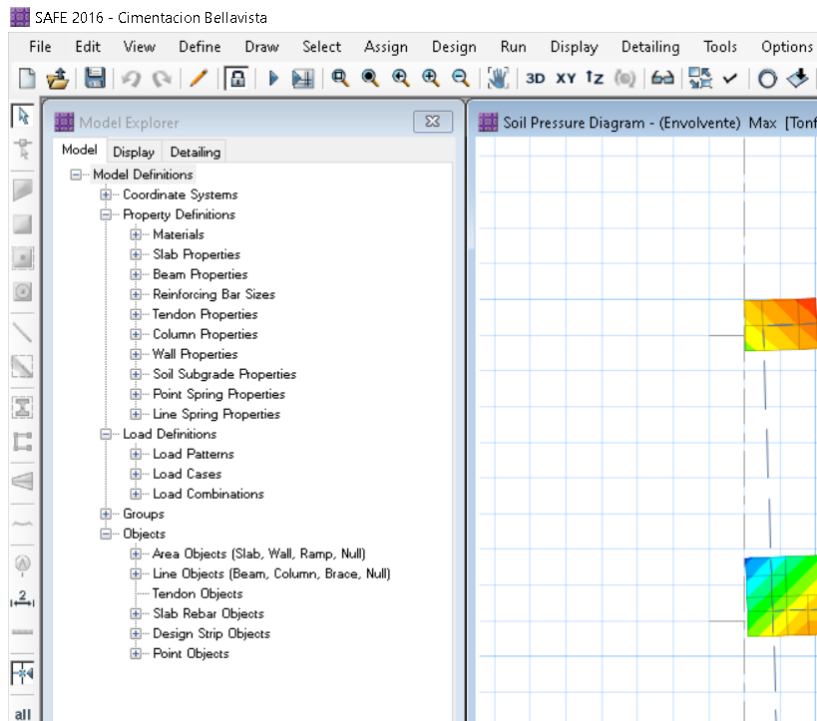 SAFE 2016 - Cimentacion Bellavista
File Edit View Define Draw Select Assign Design Run Display Detailing Tools Options
3D XY
Model Explorer
Model Display Detailing
Model Definitions
Coordinate Systems
Property Definitions
Materials
Slab Properties
Beam Properties
Reinforcing Bar Sizes
Tendon Properties
Column Properties
Wall Properties
Soil Subgrade Properties
Point Spring Properties
Line Spring Properties
Load Definitions
Load Patterns
Load Cases
Load Combinations
Groups
Objects
Area Objects (Slab, Wall, Ramp, Null)
Line Objects (Beam, Column, Brace, Null)
Tendon Objects
Slab Rebar Objects
Design Strip Objects
Point Objects
Soil Pressure Diagram - (Envolvente) Max [Tonf
2
all